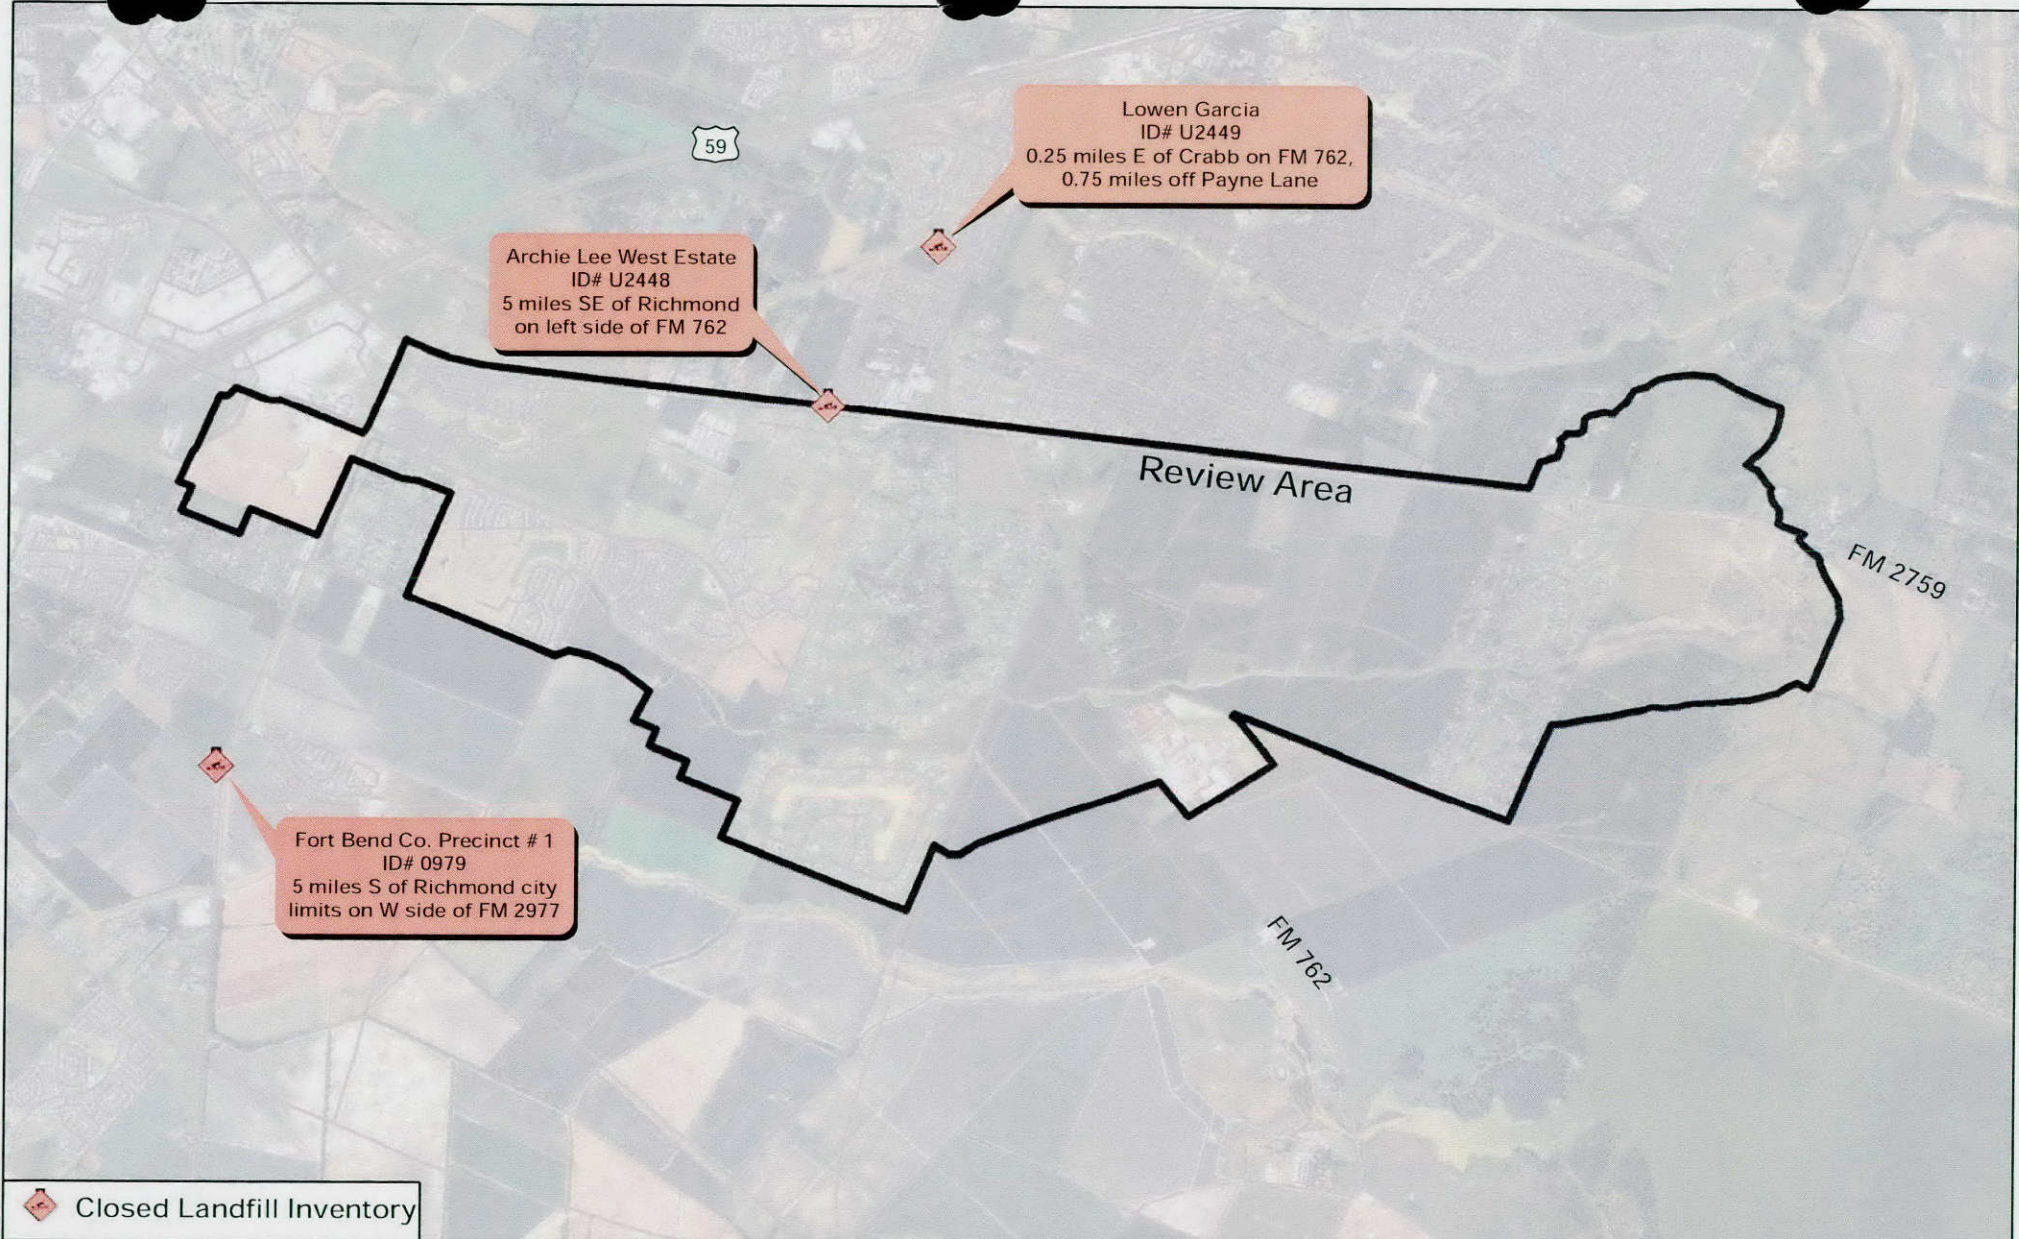 59
Lowen Garcia
ID# U2449
0.25 miles E of Crabb on FM 762,
0.75 miles off Payne Lane
Archie Lee West Estate
ID# U2448
5 miles SE of Richmond
on left side of FM 762
Review Area
FM 2759
Fort Bend Co. Precinct # 1
ID# 0979
5 miles S of Richmond city
limits on W side of FM 2977
FM 762
Closed Landfill Inventory